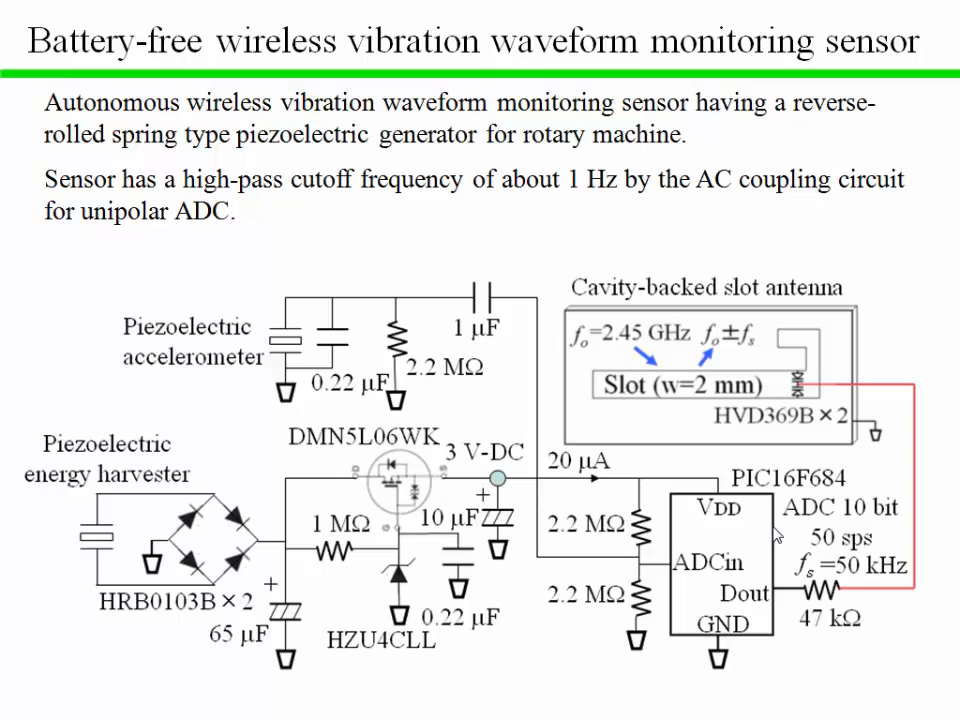 Battery-free wireless vibration waveform monitoring sensor
Autonomous wireless vibration waveform monitoring sensor having a reverse-
rolled spring type piezoelectric generator for rotary machine.
Sensor has a high-pass cutoff frequency of about 1 Hz by the AC coupling circuit
for unipolar ADC.
Cavity-backed slot antenna
Piezoelectric
accelerometer
1 μF
2.2 MΩ
0.22 μF
fo=2.45 GHz fo±fs
Slot (w=2 mm)
HVD369B×2
Piezoelectric
energy harvester
DMN5L06WK
3 V-DC
20 μA
PIC16F684
VDD
ADC 10 bit
50 sps
fs =50 kHz
1 MΩ
+
10 μF
2.2 MΩ
ADCin
D
S
G
HRB0103B×2
+
65 μF
HZU4CLL
0.22 μF
2.2 MΩ
Dout
GND
47 kΩ